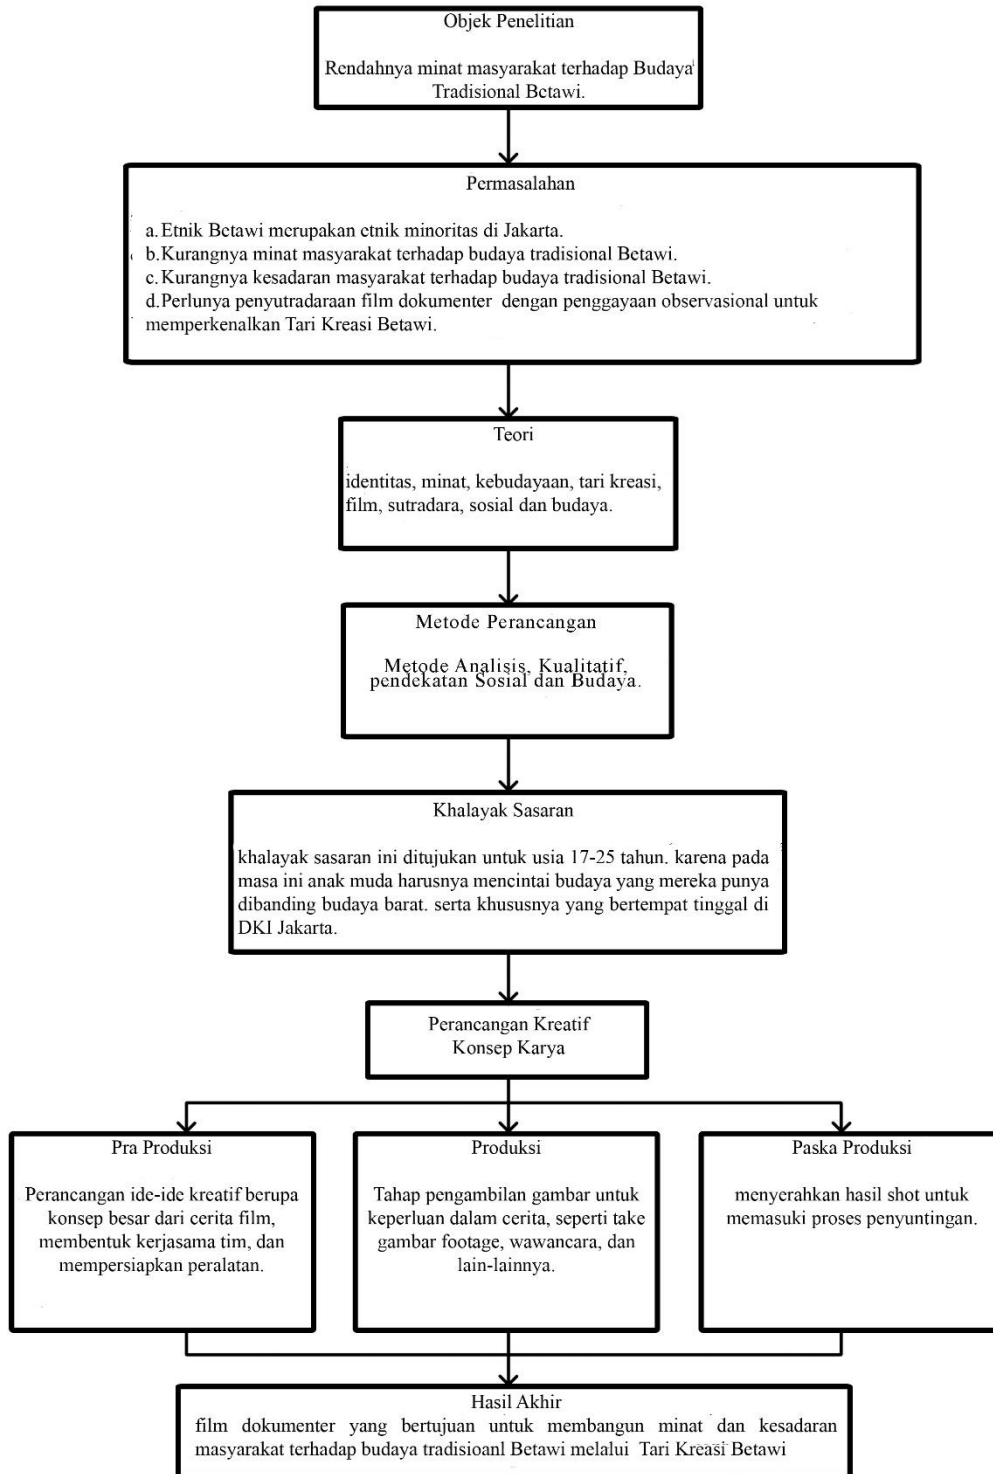 Objek Penelitian
Rendahnya minat masyarakat terhadap Budaya
Tradisional Betawi.
Permasalahan
a. Etnik Betawi merupakan etnik minoritas di Jakarta.
b. Kurangnya minat masyarakat terhadap budaya tradisional Betawi.
c. Kurangnya kesadaran masyarakat terhadap budaya tradisional Betawi.
d. Perlunya penyutradaraan film dokumenter dengan penggayaan observasional untuk
memperkenalkan Tari Kreasi Betawi.
Teori
identitas, minat, kebudayaan, tari kreasi,
film, sutradara, sosial dan budaya.
Metode Perancangan
Metode Analisis, Kualitatif,
pendekatan Sosial dan Budaya.
Khalayak Sasaran
khalayak sasaran ini ditujukan untuk usia 17-25 tahun. karena pada
masa ini anak muda harusnya mencintai budaya yang mereka punya
dibanding budaya barat. serta khususnya yang bertempat tinggal di
DKI Jakarta.
Perancangan Kreatif
Konsep Karya
Pra Produksi
Perancangan ide-ide kreatif berupa
konsep besar dari cerita film,
membentuk kerjasama tim, dan
mempersiapkan peralatan.
Produksi
Tahap pengambilan gambar untuk
keperluan dalam cerita, seperti take
gambar footage, wawancara, dan
lain-lainnya.
Paska Produksi
menyerahkan hasil shot untuk
memasuki proses penyuntingan.
Hasil Akhir
film dokumenter yang bertujuan untuk membangun minat dan kesadaran
masyarakat terhadap budaya tradisioanl Betawi melalui Tari Kreasi Betawi